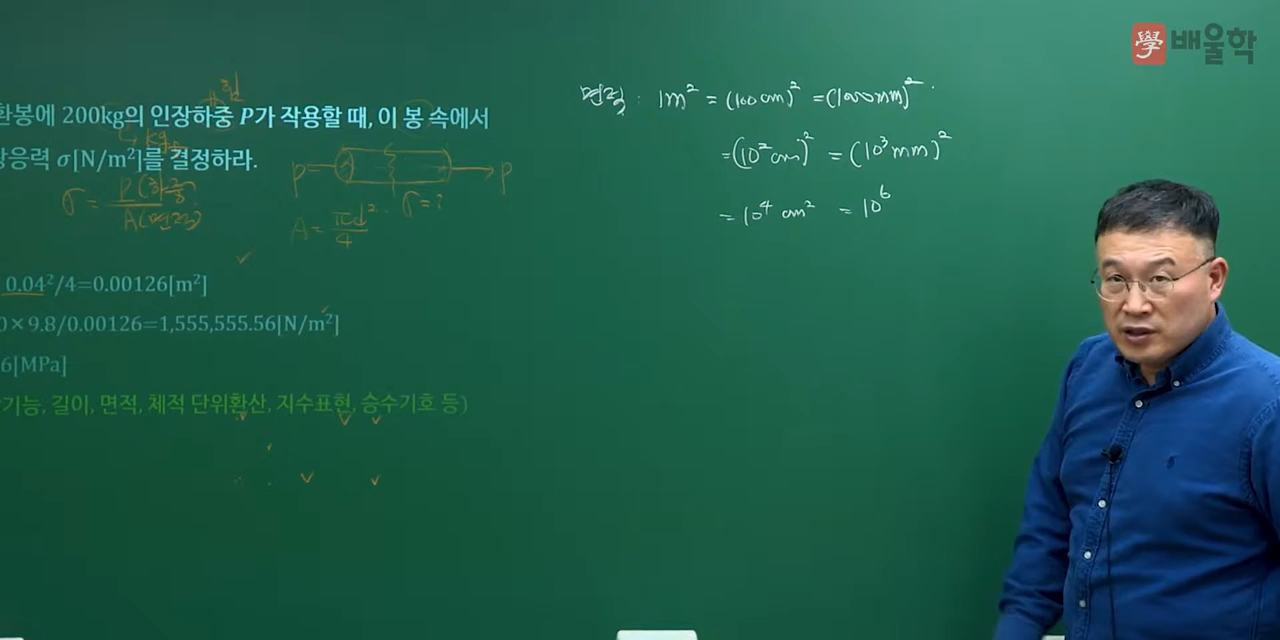 學 배울학
힘
환봉에 200kg의 인장하중 P가 작용할 때, 이 봉 속에서
장응력 σ[N/m²]를 결정하라.
σ = P(하중) / A(면적)
P P
A = πd² / 4
σ = ?
0.04²/4=0.00126[m²]
0×9.8/0.00126=1,555,555.56[N/m²]
6[MPa]
기능, 길이, 면적, 체적 단위환산, 지수표현, 승수기호 등)
면적 : 1m² = (100cm)² = (1000mm)²
= (10²cm)² = (10³mm)²
= 10⁴ cm² = 10⁶